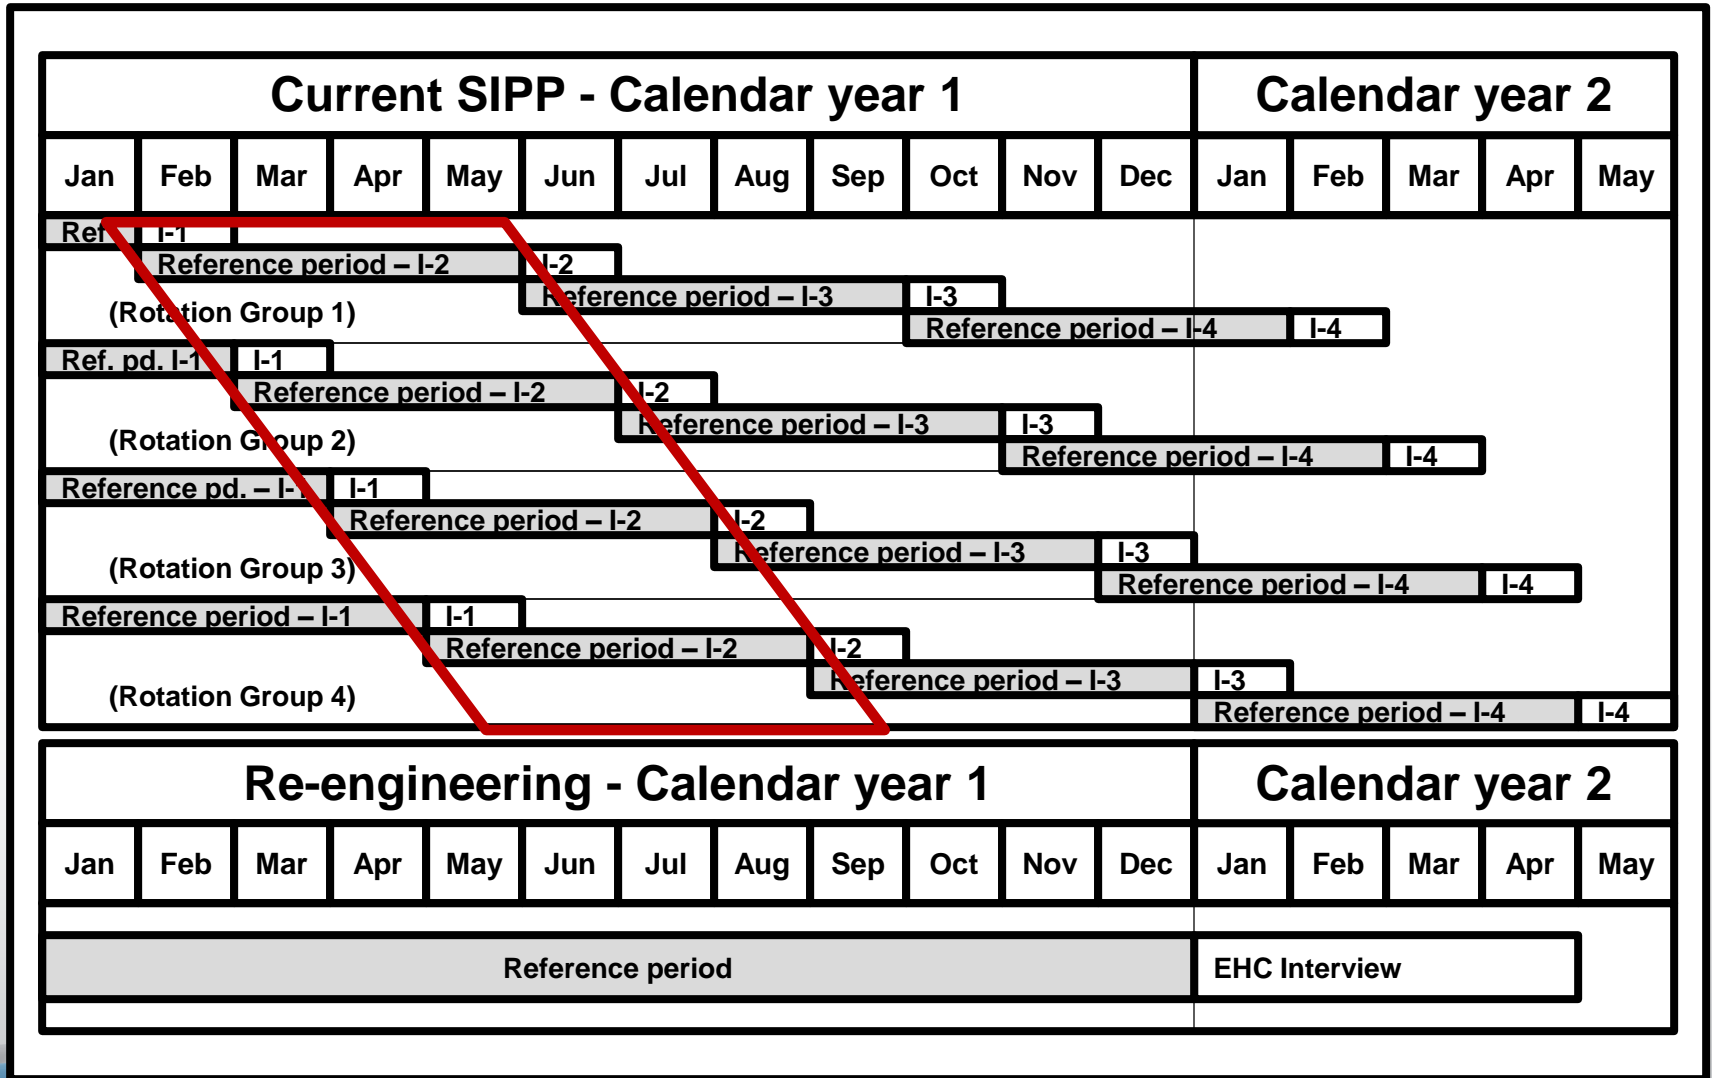 Current SIPP - Calendar year 1 Calendar year 2
Jan Feb Mar Apr May Jun Jul Aug Sep Oct Nov Dec Jan Feb Mar Apr May
Ref I-1
Reference period – I-2 I-2
Reference period – I-3 I-3
(Rotation Group 1)
Reference period – I-4 I-4
Ref. pd. I-1 I-1
Reference period – I-2 I-2
Reference period – I-3 I-3
(Rotation Group 2)
Reference period – I-4 I-4
Reference pd. – I-1 I-1
Reference period – I-2 I-2
Reference period – I-3 I-3
(Rotation Group 3)
Reference period – I-4 I-4
Reference period – I-1 I-1
Reference period – I-2 I-2
Reference period – I-3 I-3
(Rotation Group 4)
Reference period – I-4 I-4
Re-engineering - Calendar year 1 Calendar year 2
Jan Feb Mar Apr May Jun Jul Aug Sep Oct Nov Dec Jan Feb Mar Apr May
Reference period EHC Interview